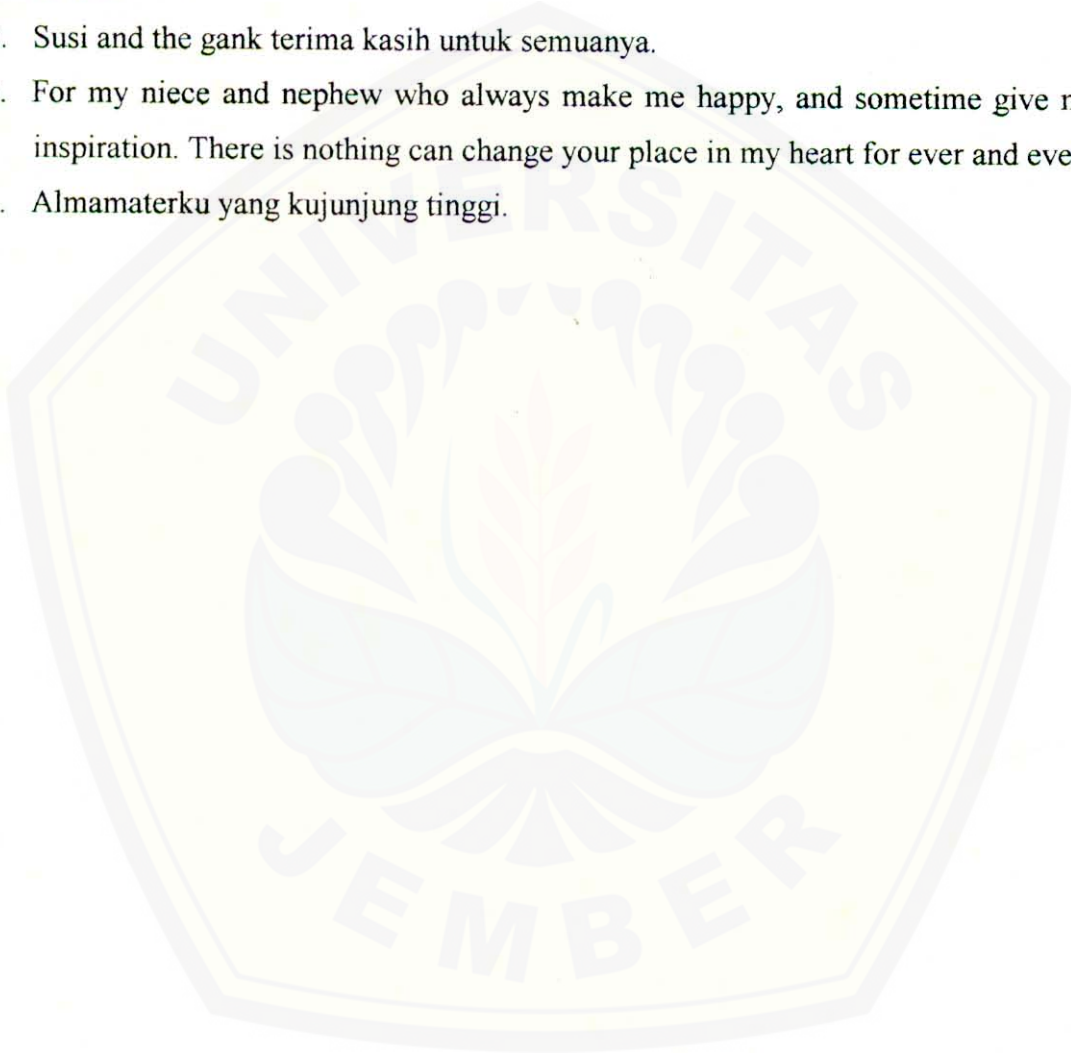 . Susi and the gank terima kasih untuk semuanya.
. For my niece and nephew who always make me happy, and sometime give
inspiration. There is nothing can change your place in my heart for ever and eve
. Almamaterku yang kujunjung tinggi.
UNIVERSITAS
JEMBER